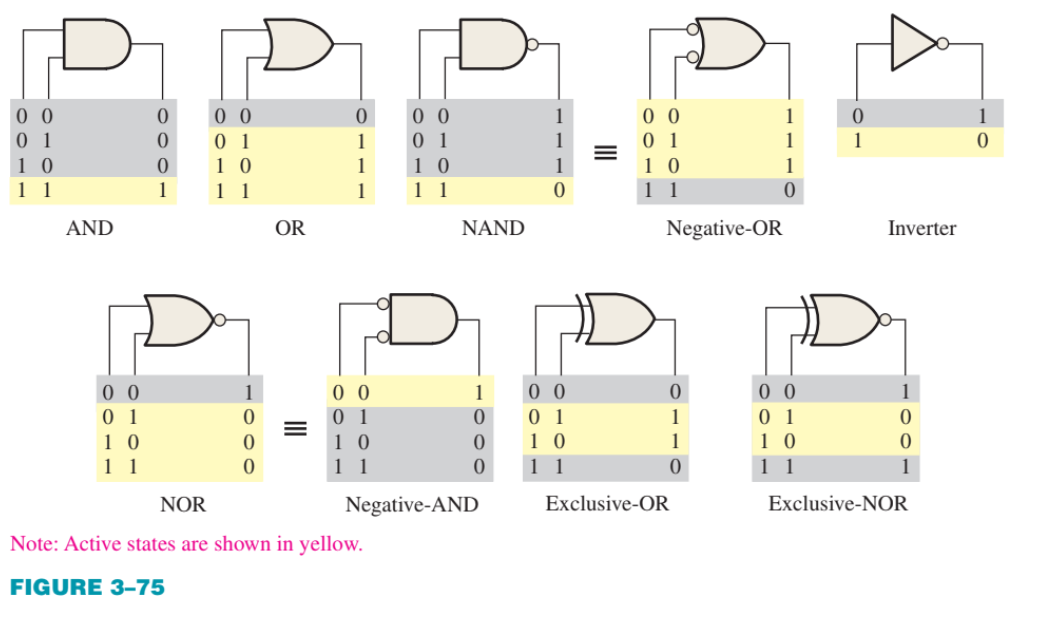 0 0 0
0 1 0
1 0 0
1 1 1
AND
0 0 0
0 1 1
1 0 1
1 1 1
OR
0 0 1
0 1 1
1 0 1
1 1 0
NAND
≡
0 0 1
0 1 1
1 0 1
1 1 0
Negative-OR
0 1
1 0
Inverter
0 0 1
0 1 0
1 0 0
1 1 0
NOR
≡
0 0 1
0 1 0
1 0 0
1 1 0
Negative-AND
0 0 0
0 1 1
1 0 1
1 1 0
Exclusive-OR
0 0 1
0 1 0
1 0 0
1 1 1
Exclusive-NOR
Note: Active states are shown in yellow.
FIGURE 3–75